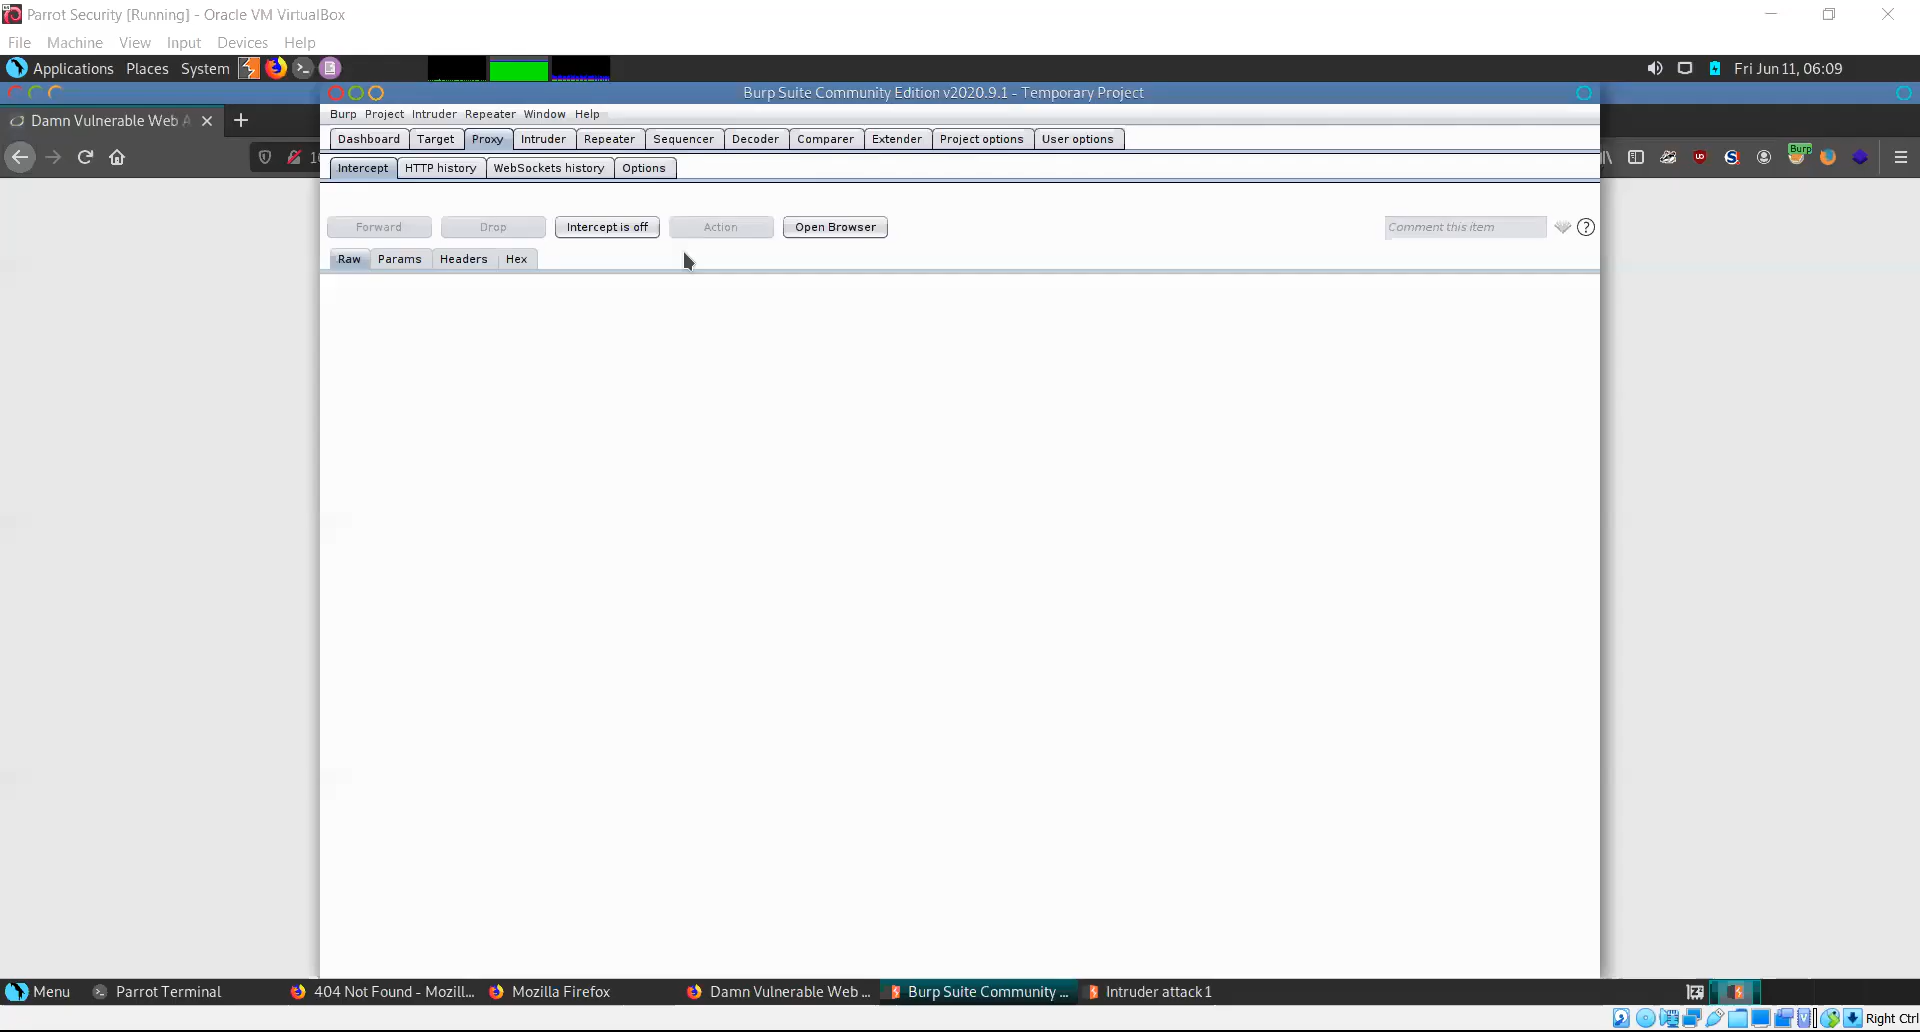 Parrot Security [Running] - Oracle VM VirtualBox
File Machine View Input Devices Help
Applications Places System Fri Jun 11, 06:09
Burp Suite Community Edition v2020.9.1 - Temporary Project
Damn Vulnerable Web A
Burp Project Intruder Repeater Window Help
Dashboard Target Proxy Intruder Repeater Sequencer Decoder Comparer Extender Project options User options
Burp
Intercept HTTP history WebSockets history Options
Forward Drop Intercept is off Action Open Browser Comment this item ?
Raw Params Headers Hex
Menu Parrot Terminal 404 Not Found - Mozill... Mozilla Firefox Damn Vulnerable Web ... Burp Suite Community ... Intruder attack 1
Right Ctrl